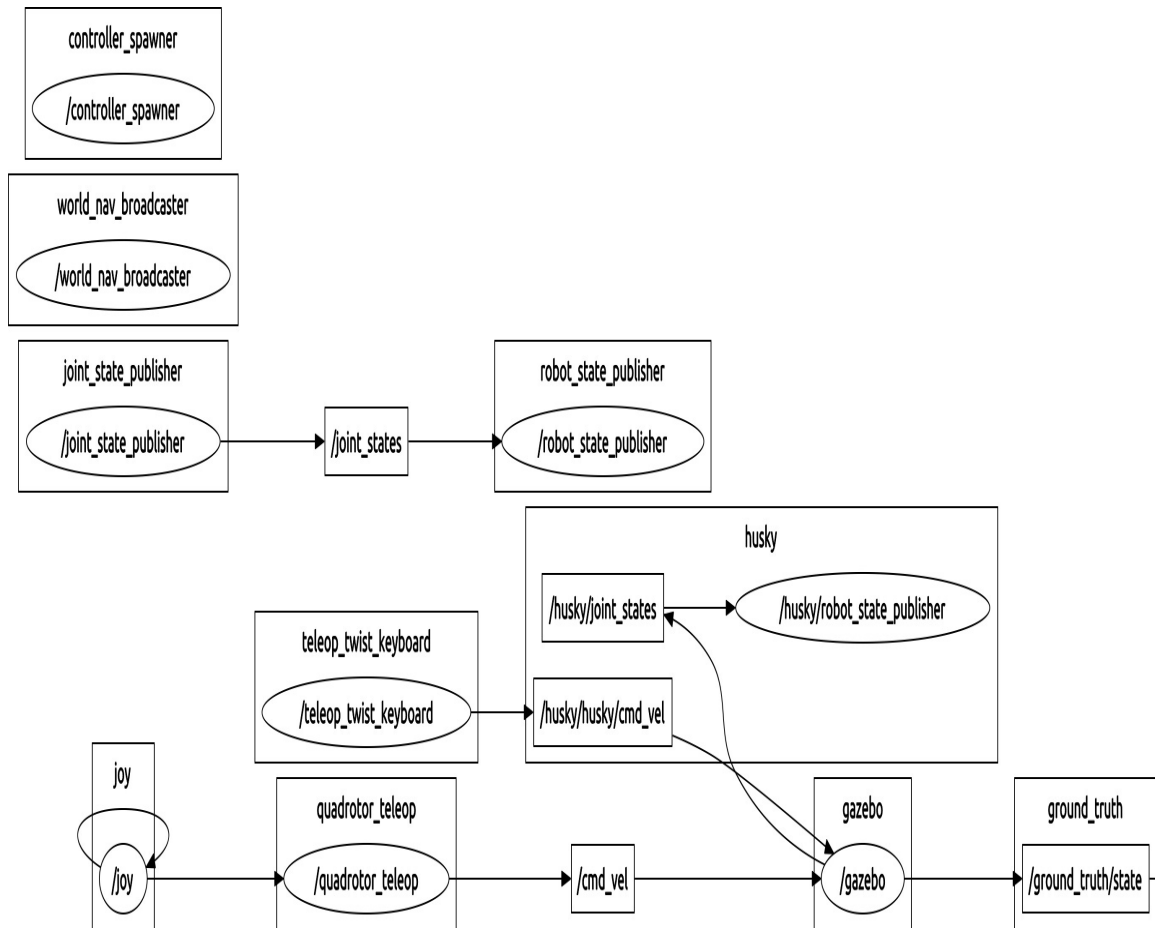 controller_spawner
/controller_spawner
world_nav_broadcaster
/world_nav_broadcaster
joint_state_publisher
/joint_state_publisher
/joint_states
robot_state_publisher
/robot_state_publisher
husky
/husky/joint_states
/husky/robot_state_publisher
teleop_twist_keyboard
/teleop_twist_keyboard
/husky/husky/cmd_vel
joy
/joy
quadrotor_teleop
/quadrotor_teleop
/cmd_vel
gazebo
/gazebo
ground_truth
/ground_truth/state